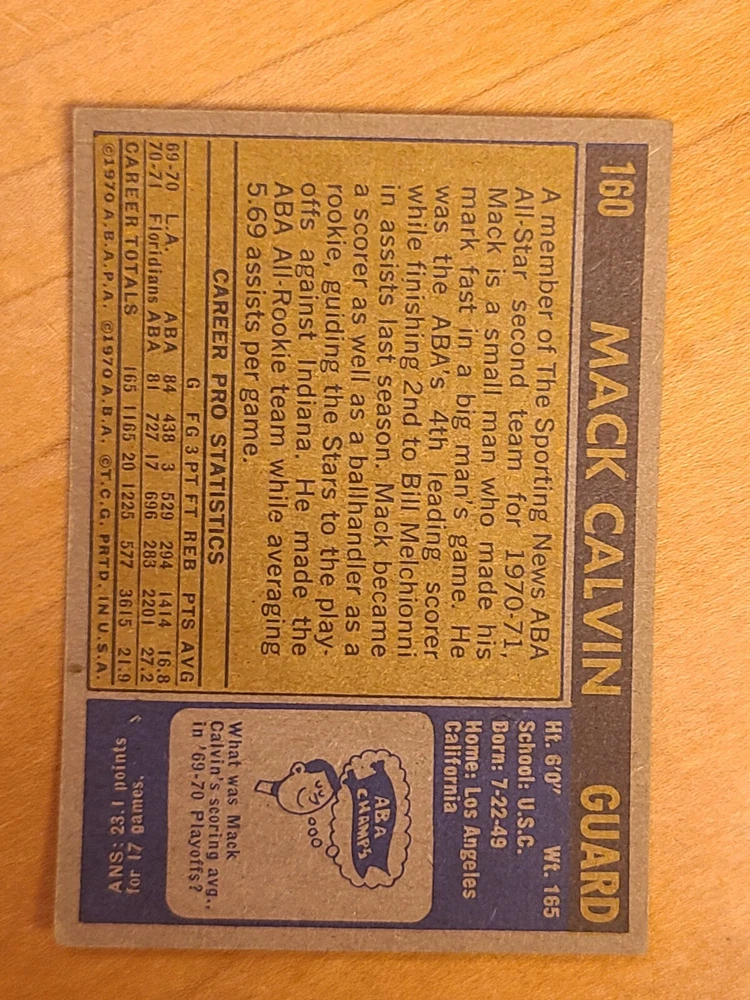 160 MACK CALVIN GUARD
A member of The Sporting News ABA
All-Star second team for 1970-71,
Mack is a small man who made his
mark fast in a big man's game. He
was the ABA's 4th leading scorer
while finishing 2nd to Bill Melchionni
in assists last season. Mack became
a scorer as well as a ballhandler as a
rookie, guiding the Stars to the play-
offs against Indiana. He made the
ABA All-Rookie team while averaging
5.69 assists per game.
CAREER PRO STATISTICS
G FG 3PT FT REB PTS AVG
69-70 L.A. ABA 84 438 3 529 294 1414 16.8
70-71 Floridians ABA 81 727 17 696 283 2201 27.2
CAREER TOTALS 165 1165 20 1225 577 3615 21.9
©1970 A.B.A.P.A. ©1970 A.B.A. ©T.C.G. PRTD. IN U.S.A.
Ht. 6'0" Wt. 165
School: U.S.C.
Born: 7-22-49
Home: Los Angeles
California
ABA
CHAMPS
What was Mack
Calvin's scoring avg.,
in '69-70 Playoffs?
ANS: 23.1 points
for 17 games.